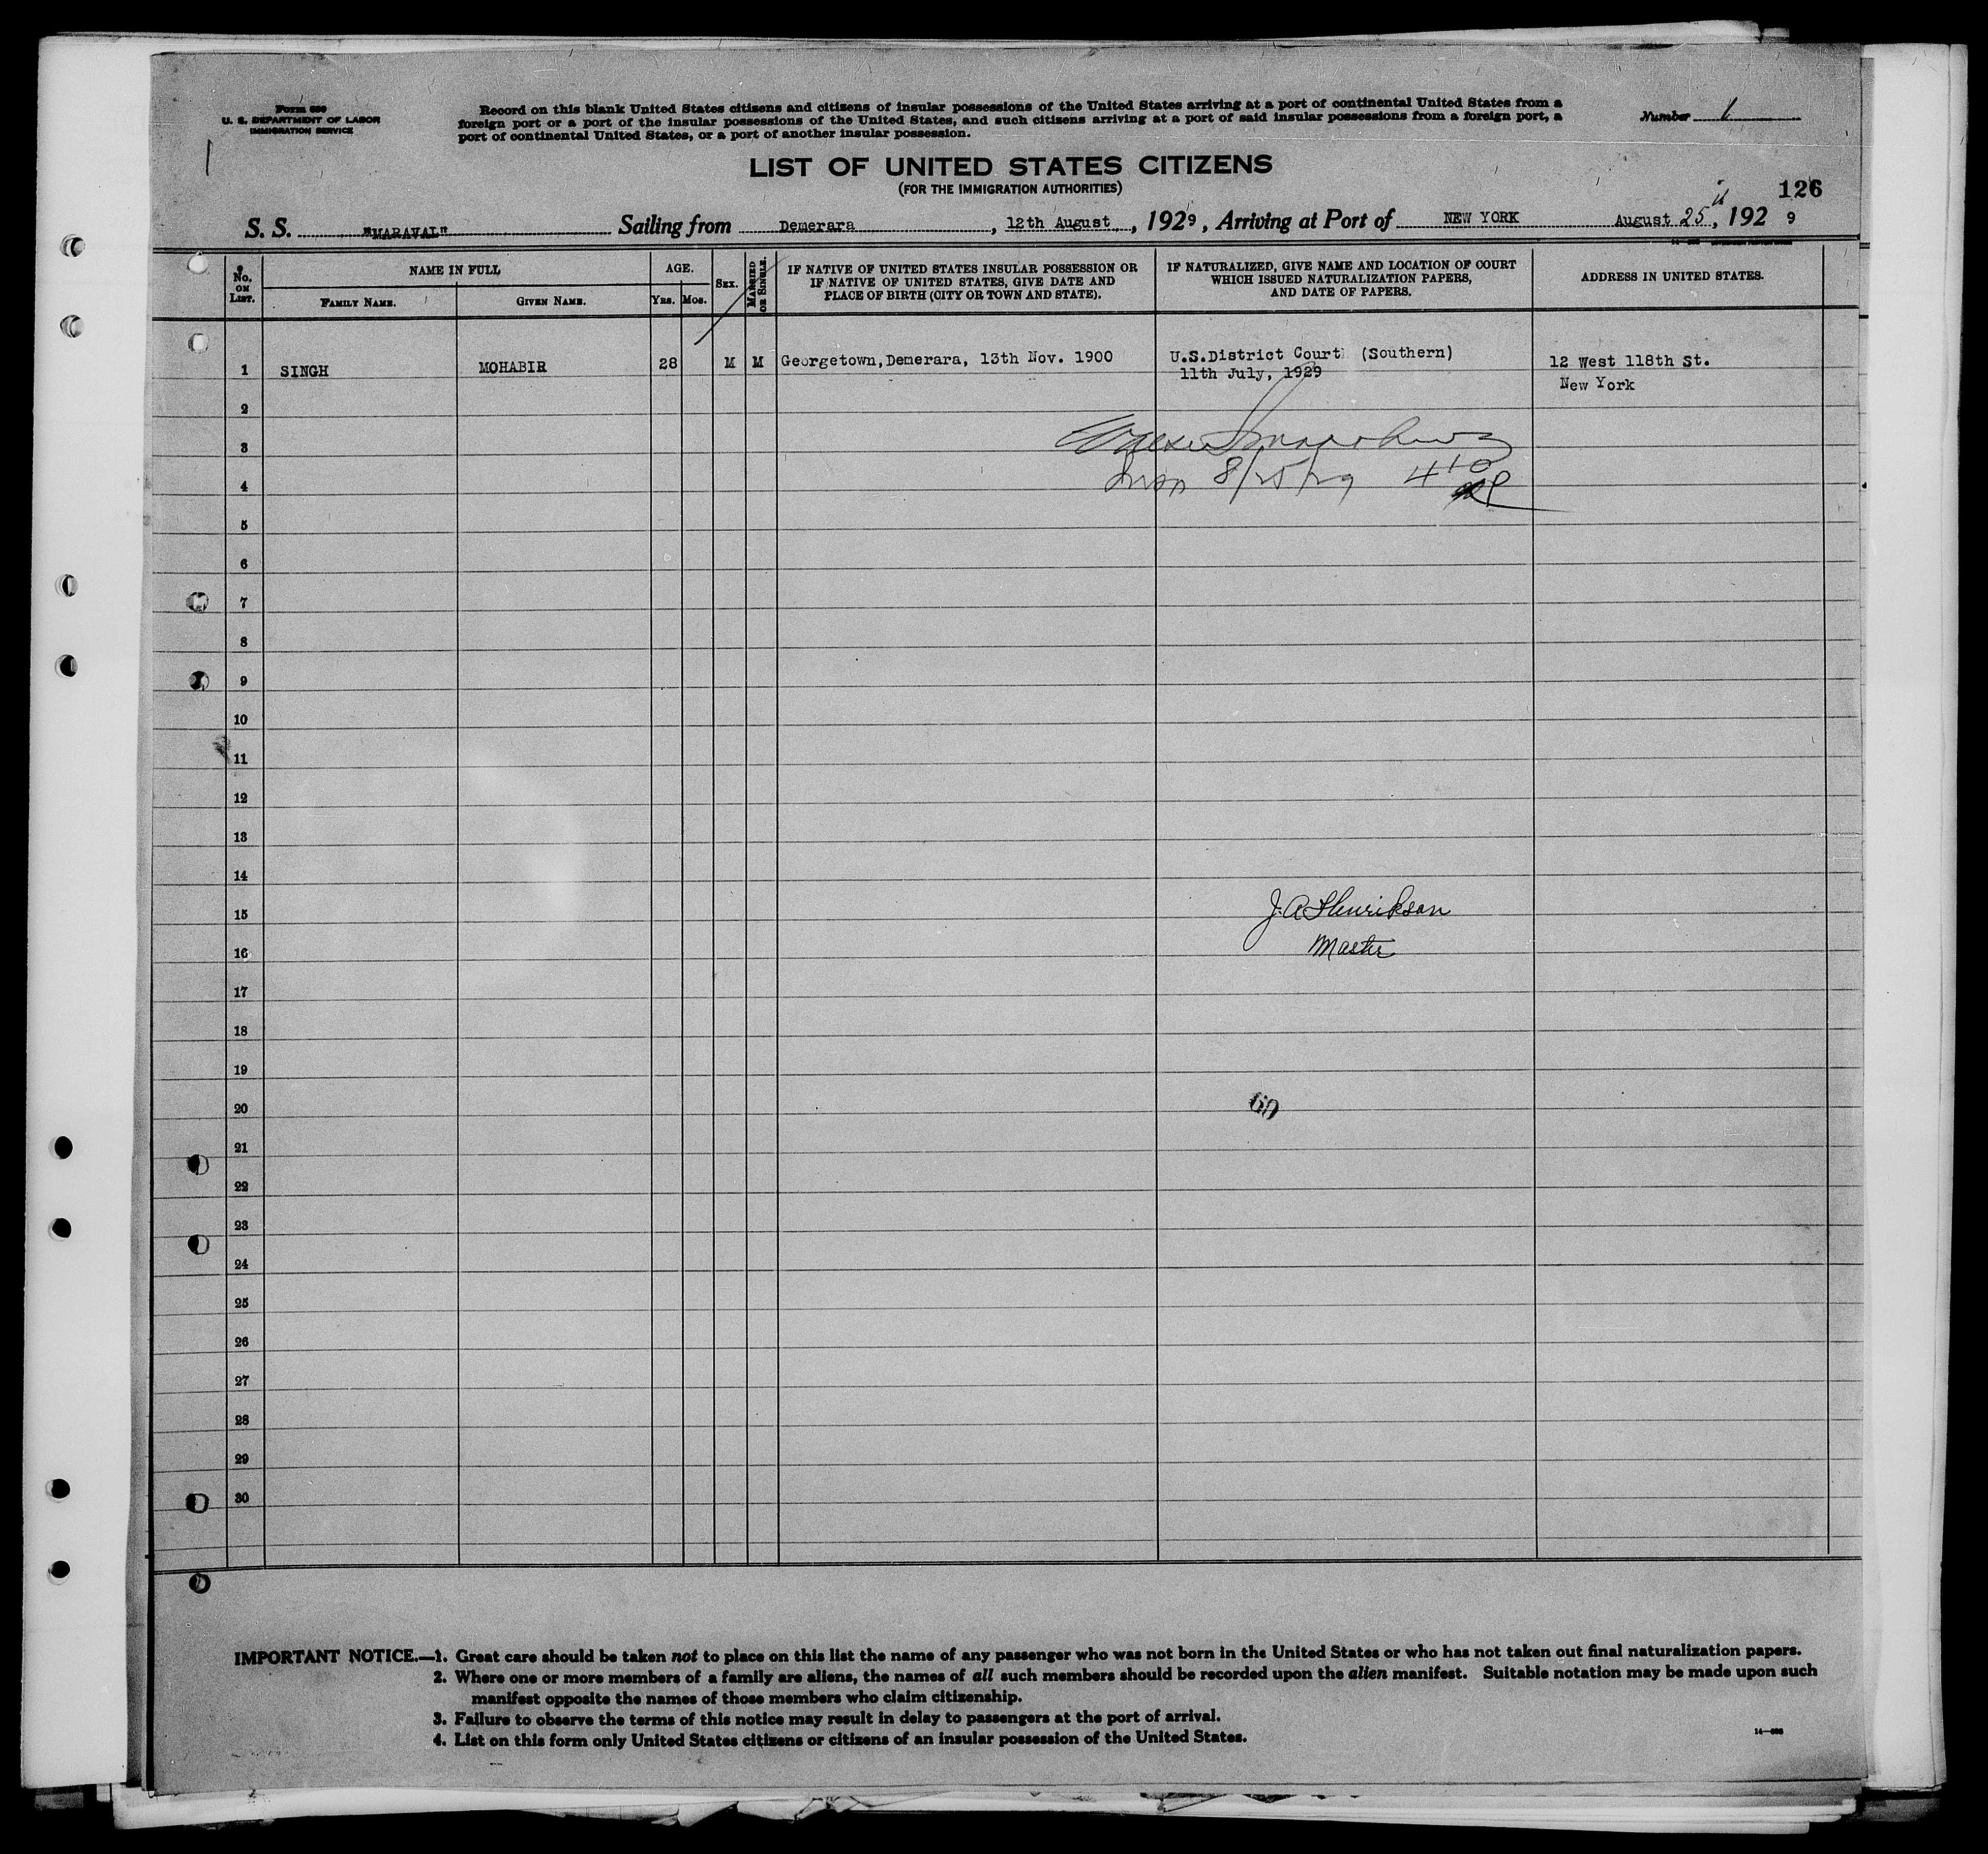 Form 630
U. S. DEPARTMENT OF LABOR
IMMIGRATION SERVICE
Record on this blank United States citizens and citizens of insular possessions of the United States arriving at a port of continental United States from a
foreign port or a port of the insular possessions of the United States, and such citizens arriving at a port of said insular possessions from a foreign port, a
port of continental United States, or a port of another insular possession.
Number 1
LIST OF UNITED STATES CITIZENS
(FOR THE IMMIGRATION AUTHORITIES)
126
S. S. "MARAVAL" Sailing from Demerara, 12th August, 1929, Arriving at Port of NEW YORK August 25th, 1929
No. ON LIST.
NAME IN FULL
FAMILY NAME.
GIVEN NAME.
AGE.
YRS. MOS.
SEX.
MARRIED OR SINGLE.
IF NATIVE OF UNITED STATES INSULAR POSSESSION OR
IF NATIVE OF UNITED STATES, GIVE DATE AND
PLACE OF BIRTH (CITY OR TOWN AND STATE).
IF NATURALIZED, GIVE NAME AND LOCATION OF COURT
WHICH ISSUED NATURALIZATION PAPERS,
AND DATE OF PAPERS.
ADDRESS IN UNITED STATES.
1 SINGH MOHABIR 28 M M Georgetown, Demerara, 13th Nov. 1900 U.S.District Court (Southern) 12 West 118th St.
11th July, 1929 New York
2
3
4 Insp 8/25/29 4 10
5
6
7
8
9
10
11
12
13
14
15 J. A. Henrikson
16 Master
17
18
19
20 60
21
22
23
24
25
26
27
28
29
30
IMPORTANT NOTICE.—1. Great care should be taken not to place on this list the name of any passenger who was not born in the United States or who has not taken out final naturalization papers.
2. Where one or more members of a family are aliens, the names of all such members should be recorded upon the alien manifest. Suitable notation may be made upon such
manifest opposite the names of those members who claim citizenship.
3. Failure to observe the terms of this notice may result in delay to passengers at the port of arrival.
4. List on this form only United States citizens or citizens of an insular possession of the United States.